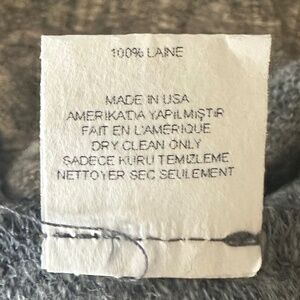 100% LAINE
MADE IN USA
AMERIKA'DA YAPILMIŞTIR
FAIT EN L'AMÉRIQUE
DRY CLEAN ONLY
SADECE KURU TEMIZLEME
NETTOYER SEC SEULEMENT